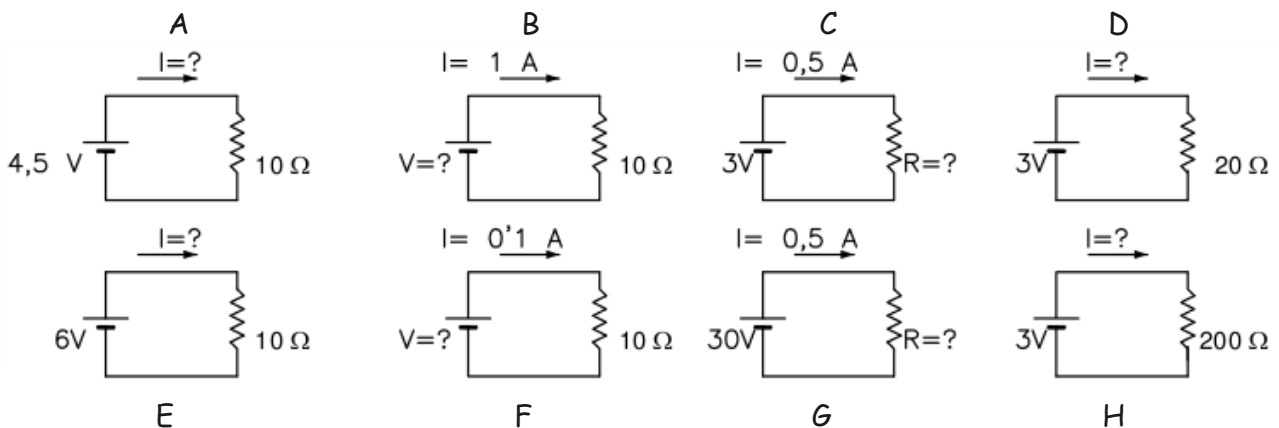 A B C D
I=? I= 1 A I= 0,5 A I=?
4,5 V 10 Ω V=? 10 Ω 3V R=? 3V 20 Ω
I=? I= 0'1 A I= 0,5 A I=?
6V 10 Ω V=? 10 Ω 30V R=? 3V 200 Ω
E F G H